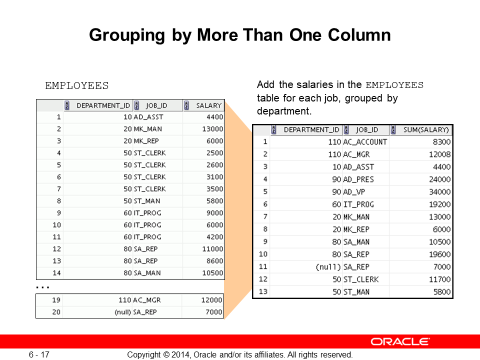 Grouping by More Than One Column
EMPLOYEES
DEPARTMENT_ID JOB_ID SALARY
1 10 AD_ASST 4400
2 20 MK_MAN 13000
3 20 MK_REP 6000
4 50 ST_CLERK 2500
5 50 ST_CLERK 2600
6 50 ST_CLERK 3100
7 50 ST_CLERK 3500
8 50 ST_MAN 5800
9 60 IT_PROG 9000
10 60 IT_PROG 6000
11 60 IT_PROG 4200
12 80 SA_REP 11000
13 80 SA_REP 8600
14 80 SA_MAN 10500
...
19 110 AC_MGR 12000
20 (null) SA_REP 7000
Add the salaries in the EMPLOYEES
table for each job, grouped by
department.
DEPARTMENT_ID JOB_ID SUM(SALARY)
1 110 AC_ACCOUNT 8300
2 110 AC_MGR 12008
3 10 AD_ASST 4400
4 90 AD_PRES 24000
5 90 AD_VP 34000
6 60 IT_PROG 19200
7 20 MK_MAN 13000
8 20 MK_REP 6000
9 80 SA_MAN 10500
10 80 SA_REP 19600
11 (null) SA_REP 7000
12 50 ST_CLERK 11700
13 50 ST_MAN 5800
ORACLE
6 - 17 Copyright © 2014, Oracle and/or its affiliates. All rights reserved.